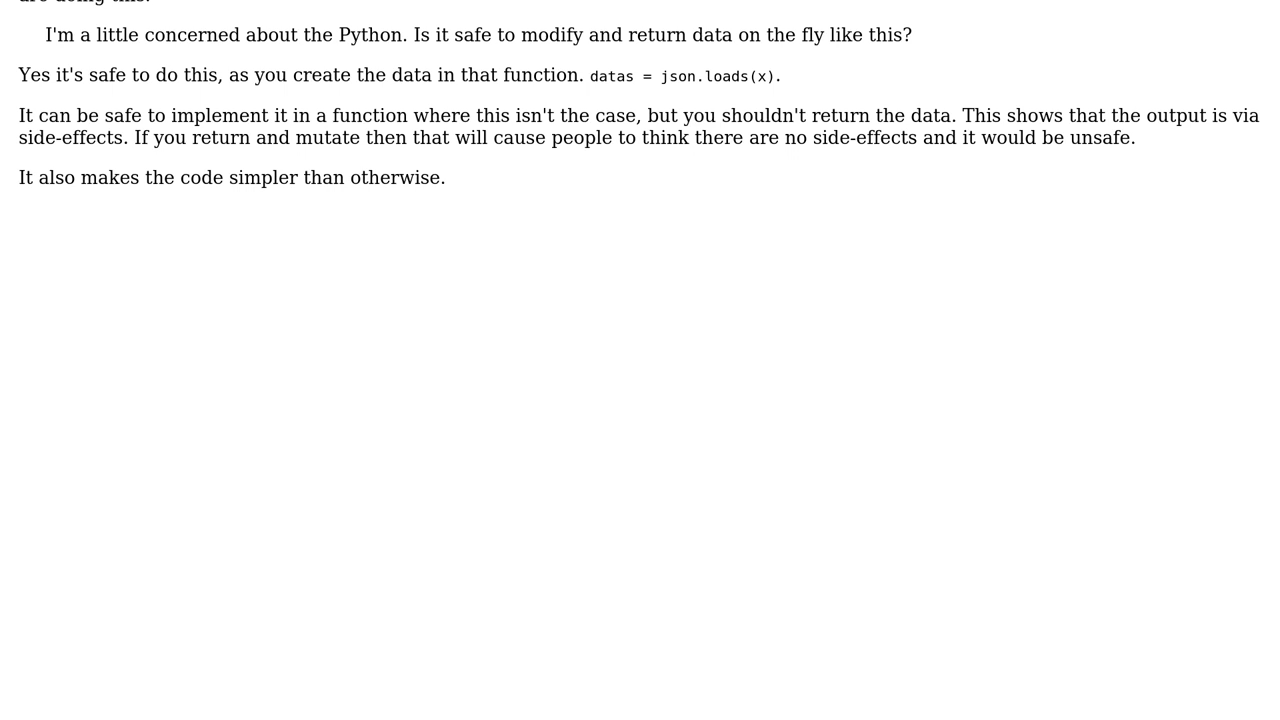 are doing this.
I'm a little concerned about the Python. Is it safe to modify and return data on the fly like this?
Yes it's safe to do this, as you create the data in that function. datas = json.loads(x).
It can be safe to implement it in a function where this isn't the case, but you shouldn't return the data. This shows that the output is via
side-effects. If you return and mutate then that will cause people to think there are no side-effects and it would be unsafe.
It also makes the code simpler than otherwise.